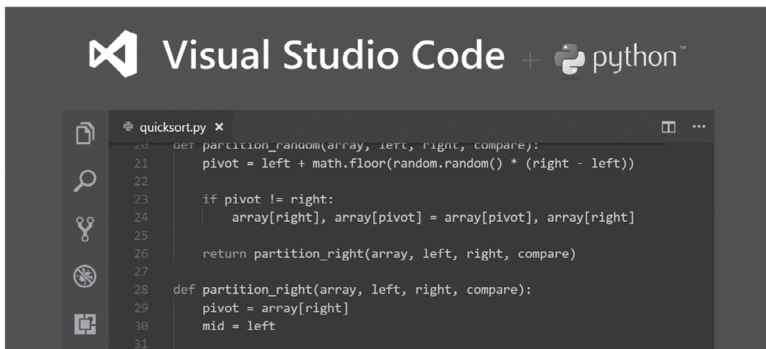 Visual Studio Code + python™
quicksort.py ×
20 def partition_random(array, left, right, compare):
21 pivot = left + math.floor(random.random() * (right - left))
22
23 if pivot != right:
24 array[right], array[pivot] = array[pivot], array[right]
25
26 return partition_right(array, left, right, compare)
27
28 def partition_right(array, left, right, compare):
29 pivot = array[right]
30 mid = left
31